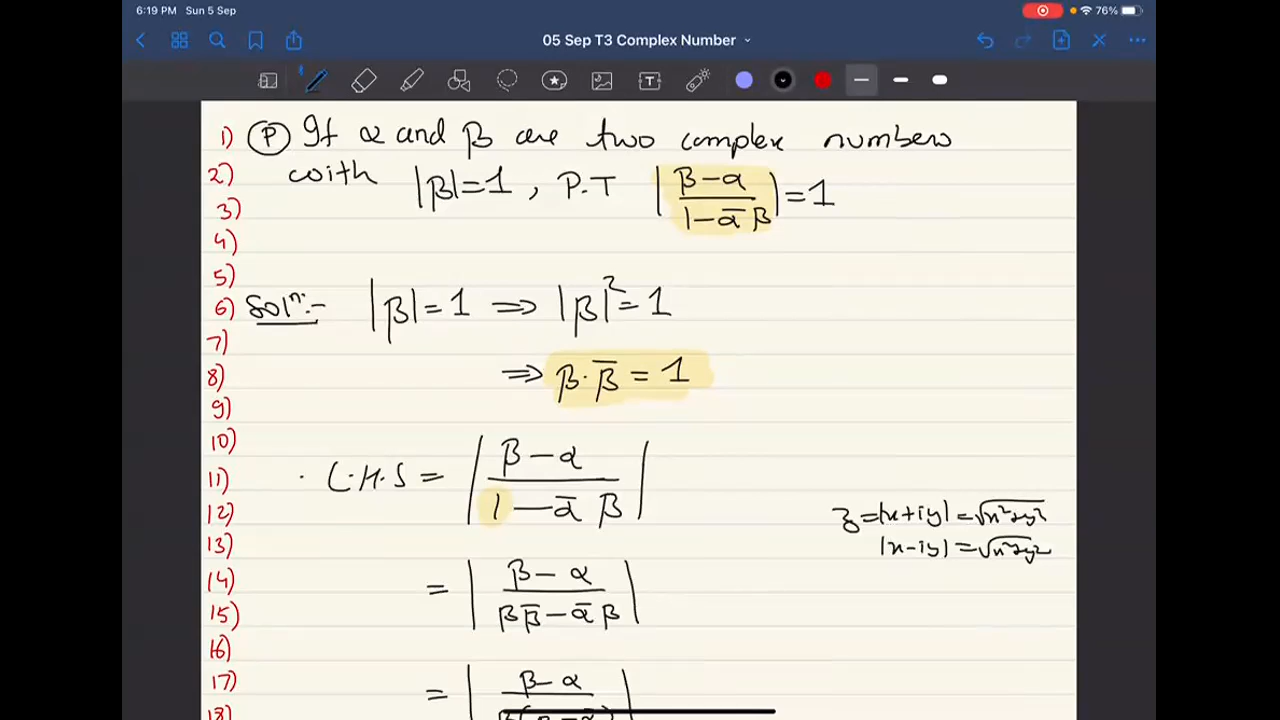 6:19 PM Sun 5 Sep
76%
05 Sep T3 Complex Number
T
1) (P) If α and β are two complex numbers
2) with |β|=1, P.T |(β-α)/(1-ᾱβ)|=1
3)
4)
5)
6) Solⁿ:- |β|=1 ⇒ |β|²=1
7)
8) ⇒ β·β̄ = 1
9)
10)
11) · L.H.S = |(β-α)/(1-ᾱβ)|
12) z=|x+iy|=√x²+y²
13) |x-iy|=√x²+y²
14) = |(β-α)/(ββ̄-ᾱβ)|
15)
16)
17) = |(β-α)/
18)